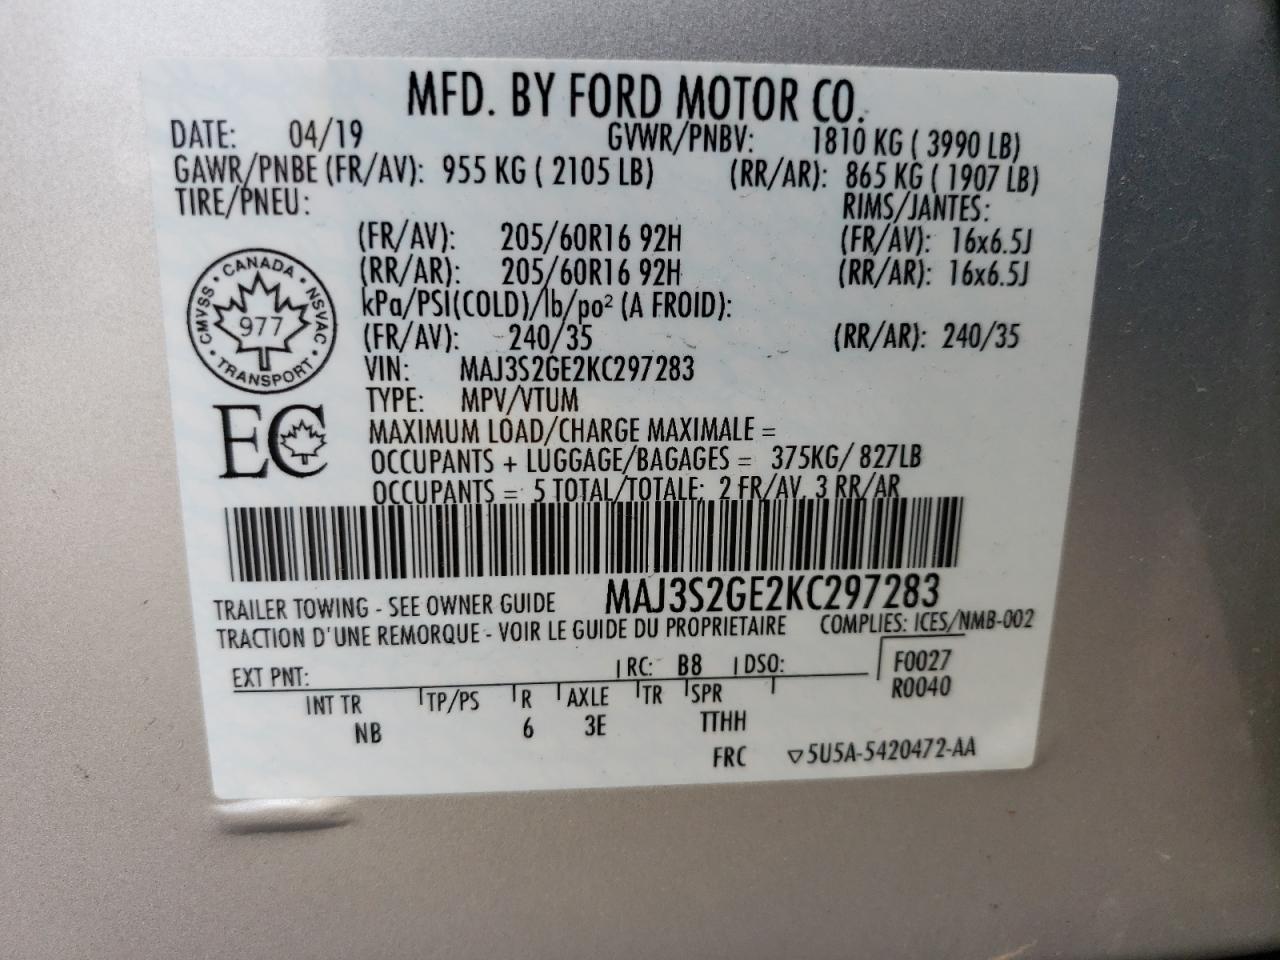 MFD. BY FORD MOTOR CO.
DATE: 04/19 GVWR/PNBV: 1810 KG ( 3990 LB)
GAWR/PNBE (FR/AV): 955 KG ( 2105 LB) (RR/AR): 865 KG ( 1907 LB)
TIRE/PNEU: RIMS/JANTES:
(FR/AV): 205/60R16 92H (FR/AV): 16x6.5J
(RR/AR): 205/60R16 92H (RR/AR): 16x6.5J
kPa/PSI(COLD)/lb/po² (A FROID):
(FR/AV): 240/35 (RR/AR): 240/35
VIN: MAJ3S2GE2KC297283
TYPE: MPV/VTUM
MAXIMUM LOAD/CHARGE MAXIMALE =
OCCUPANTS + LUGGAGE/BAGAGES = 375KG/ 827LB
OCCUPANTS = 5 TOTAL/TOTALE: 2 FR/AV, 3 RR/AR
CANADA · NSVAC · TRANSPORT · CMVSS ·
977
EC
MAJ3S2GE2KC297283
TRAILER TOWING - SEE OWNER GUIDE
TRACTION D'UNE REMORQUE - VOIR LE GUIDE DU PROPRIETAIRE COMPLIES: ICES/NMB-002
EXT PNT: RC: B8 DSO: F0027
R0040
INT TR TP/PS R AXLE TR SPR
NB 6 3E TTHH
FRC ▽5U5A-5420472-AA